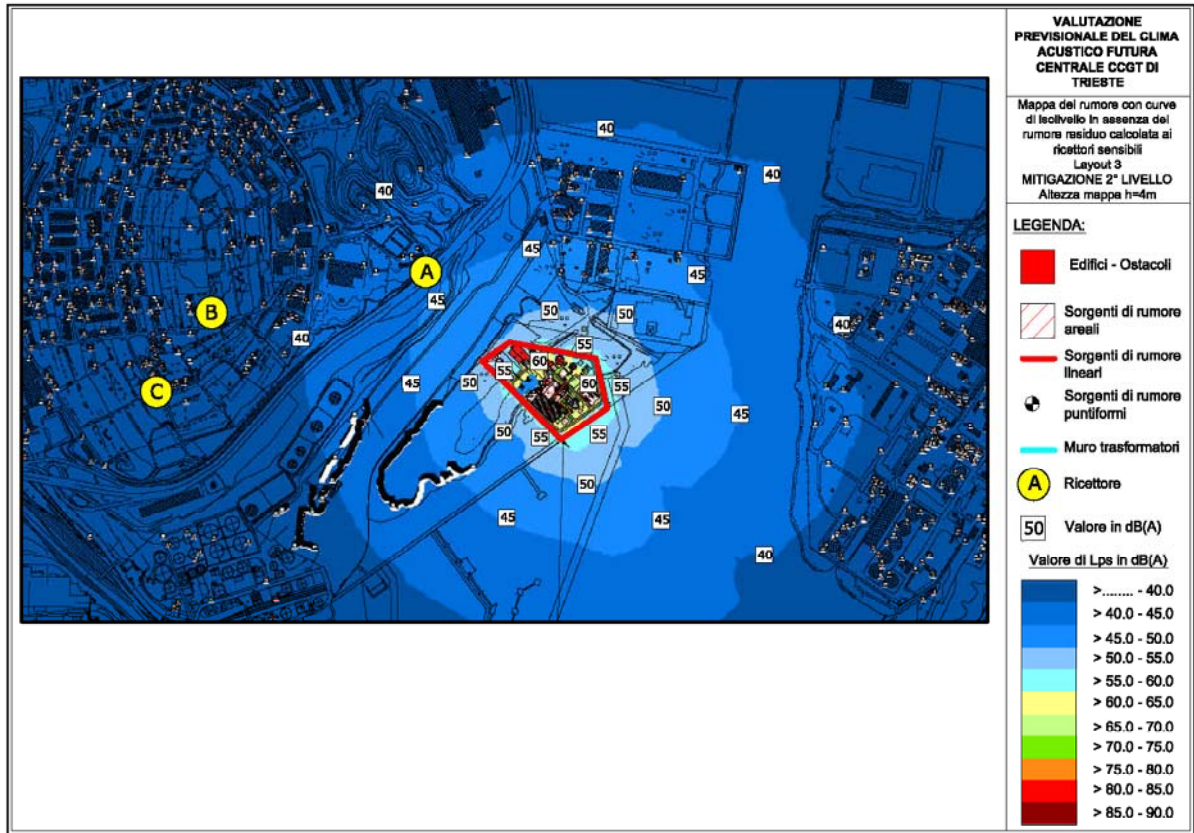 VALUTAZIONE
PREVISIONALE DEL CLIMA
ACUSTICO FUTURA
CENTRALE CCGT DI
TRIESTE
Mappa del rumore con curve
di isolivello in assenza del
rumore residuo calcolata ai
ricettori sensibili
Layout 3
MITIGAZIONE 2° LIVELLO
Altezza mappa h=4m
LEGENDA:
Edifici - Ostacoli
Sorgenti di rumore
areali
Sorgenti di rumore
lineari
Sorgenti di rumore
puntiformi
Muro trasformatori
A Ricettore
50 Valore in dB(A)
Valore di Lps in dB(A)
>........ - 40.0
> 40.0 - 45.0
> 45.0 - 50.0
> 50.0 - 55.0
> 55.0 - 60.0
> 60.0 - 65.0
> 65.0 - 70.0
> 70.0 - 75.0
> 75.0 - 80.0
> 80.0 - 85.0
> 85.0 - 90.0
40
40
40
45
A
45
45
B
50
50
40
40
55
60
55
45
50
60
55
C
50
45
50
55
55
50
45
45
40